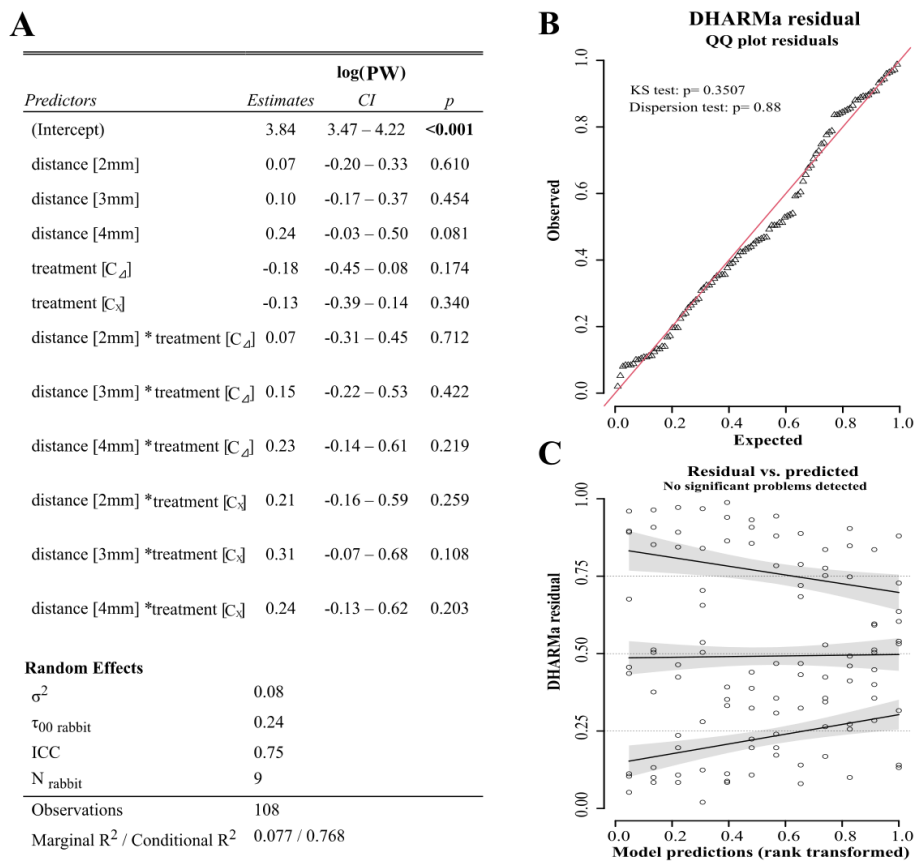 A
log(PW)
Predictors Estimates CI p
(Intercept) 3.84 3.47 – 4.22 <0.001
distance [2mm] 0.07 -0.20 – 0.33 0.610
distance [3mm] 0.10 -0.17 – 0.37 0.454
distance [4mm] 0.24 -0.03 – 0.50 0.081
treatment [C⊿] -0.18 -0.45 – 0.08 0.174
treatment [Cx] -0.13 -0.39 – 0.14 0.340
distance [2mm] *treatment [C⊿] 0.07 -0.31 – 0.45 0.712
distance [3mm] *treatment [C⊿] 0.15 -0.22 – 0.53 0.422
distance [4mm] *treatment [C⊿] 0.23 -0.14 – 0.61 0.219
distance [2mm] *treatment [Cx] 0.21 -0.16 – 0.59 0.259
distance [3mm] *treatment [Cx] 0.31 -0.07 – 0.68 0.108
distance [4mm] *treatment [Cx] 0.24 -0.13 – 0.62 0.203
Random Effects
σ² 0.08
τ00 rabbit 0.24
ICC 0.75
N rabbit 9
Observations 108
Marginal R² / Conditional R² 0.077 / 0.768
B
DHARMa residual
QQ plot residuals
KS test: p= 0.3507
Dispersion test: p= 0.88
Observed
1.0
0.8
0.6
0.4
0.2
0.0
0.0 0.2 0.4 0.6 0.8 1.0
Expected
C
Residual vs. predicted
No significant problems detected
DHARMa residual
1.00
0.75
0.50
0.25
0.00
0.0 0.2 0.4 0.6 0.8 1.0
Model predictions (rank transformed)